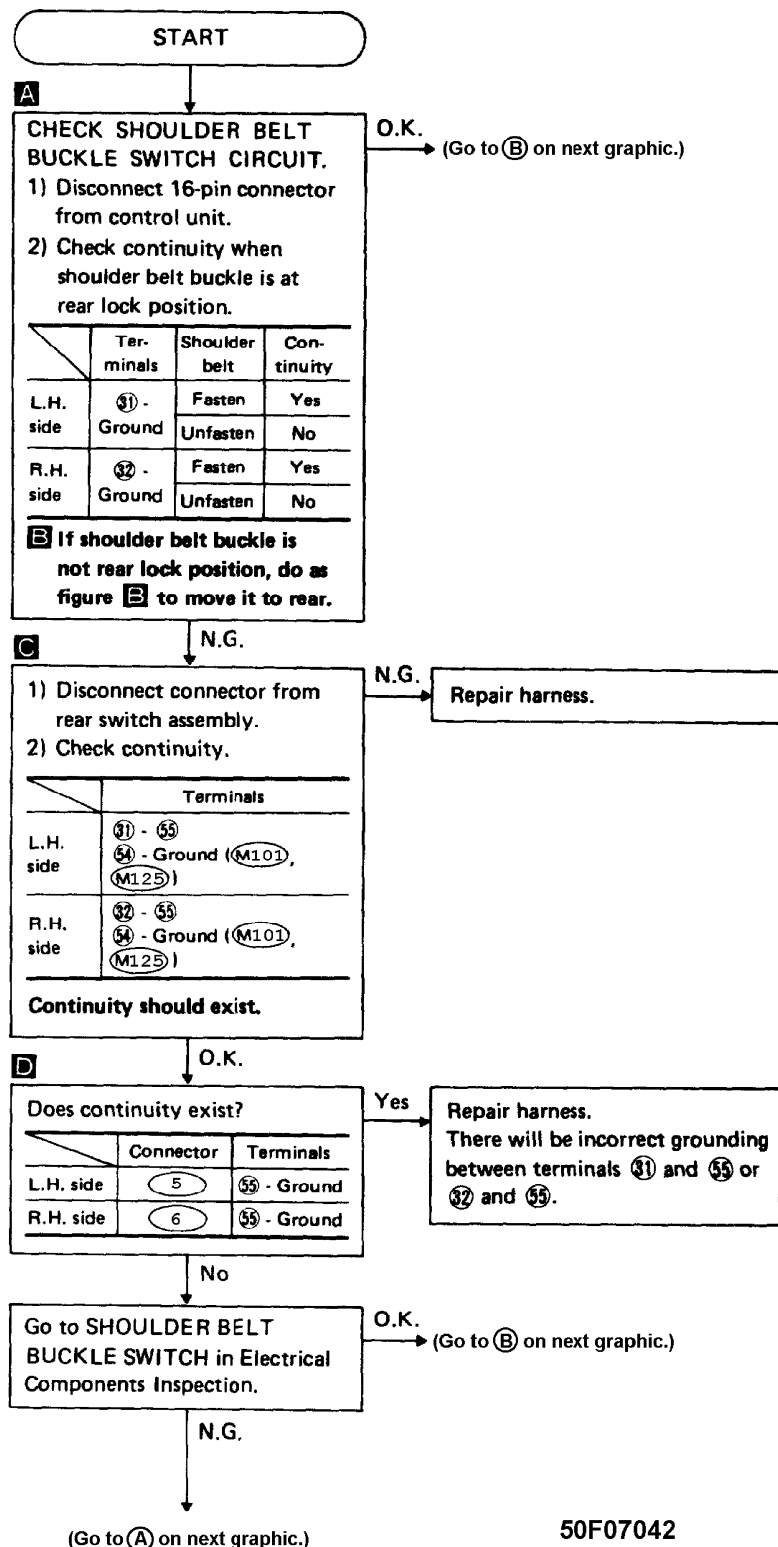 START
A
CHECK SHOULDER BELT
BUCKLE SWITCH CIRCUIT.
1) Disconnect 16-pin connector
from control unit.
2) Check continuity when
shoulder belt buckle is at
rear lock position.
O.K.
(Go to Ⓑ on next graphic.)
Ter-
minals
Shoulder
belt
Con-
tinuity
L.H.
side
㉛ -
Ground
Fasten
Yes
Unfasten
No
R.H.
side
㉜ -
Ground
Fasten
Yes
Unfasten
No
B If shoulder belt buckle is
not rear lock position, do as
figure B to move it to rear.
N.G.
C
1) Disconnect connector from
rear switch assembly.
2) Check continuity.
N.G.
Repair harness.
Terminals
L.H.
side
㉛ - 55
54 - Ground (M101,
M125)
R.H.
side
㉜ - 55
54 - Ground (M101,
M125)
Continuity should exist.
O.K.
D
Does continuity exist?
Yes
Repair harness.
There will be incorrect grounding
between terminals ㉛ and 55 or
㉜ and 55.
Connector Terminals
L.H. side 5 55 - Ground
R.H. side 6 55 - Ground
No
Go to SHOULDER BELT
BUCKLE SWITCH in Electrical
Components Inspection.
O.K.
(Go to Ⓑ on next graphic.)
N.G.
(Go to Ⓐ on next graphic.)
50F07042